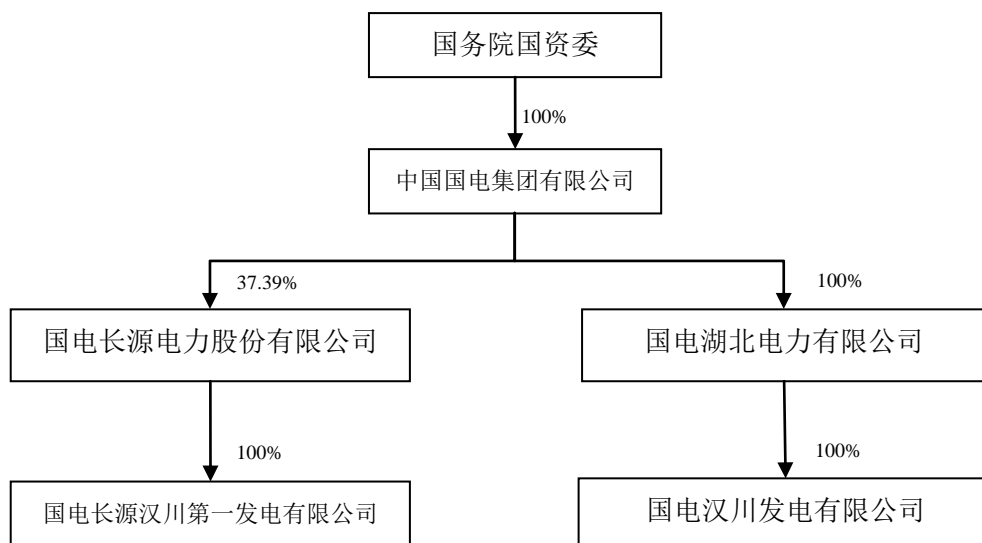 国务院国资委
100%
中国国电集团有限公司
37.39%
100%
国电长源电力股份有限公司
国电湖北电力有限公司
100%
100%
国电长源汉川第一发电有限公司
国电汉川发电有限公司